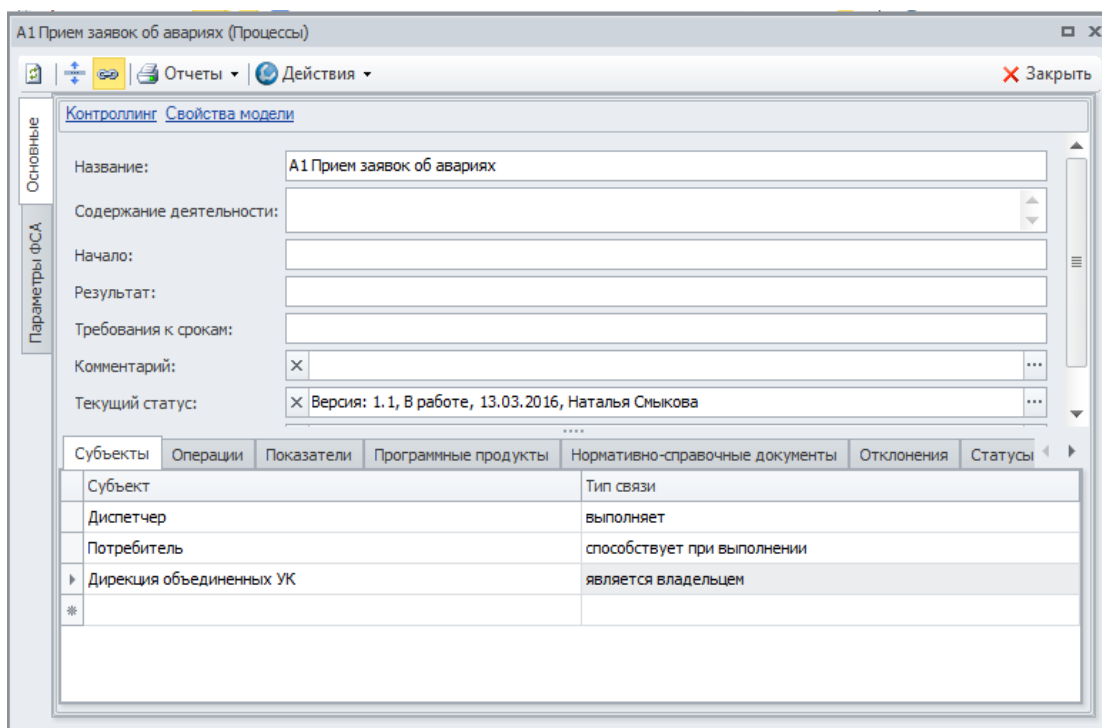 A1 Прием заявок об авариях (Процессы)
Отчеты Действия Закрыть
Основные
Параметры ФСА
Контроллинг Свойства модели
Название: A1 Прием заявок об авариях
Содержание деятельности:
Начало:
Результат:
Требования к срокам:
Комментарий:
Текущий статус: Версия: 1.1, В работе, 13.03.2016, Наталья Смыкова
Субъекты Операции Показатели Программные продукты Нормативно-справочные документы Отклонения Статусы
Субъект Тип связи
Диспетчер выполняет
Потребитель способствует при выполнении
Дирекция объединенных УК является владельцем